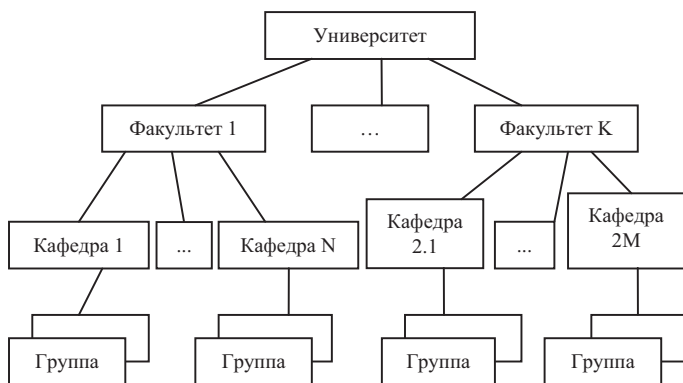 Университет
Факультет 1
…
Факультет K
Кафедра 1
...
Кафедра N
Кафедра
2.1
...
Кафедра
2M
Группа
Группа
Группа
Группа